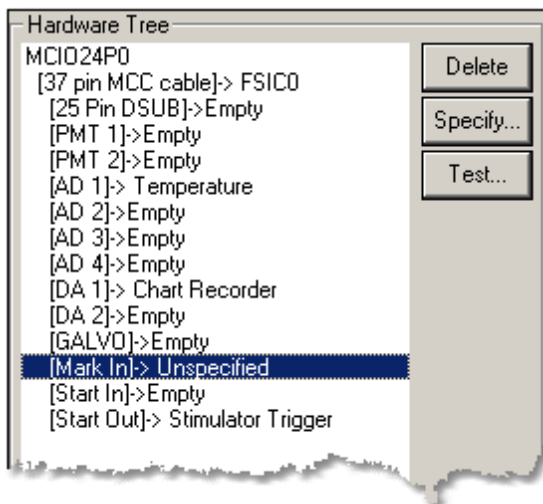 Hardware Tree
MCIO24P0
[37 pin MCC cable]-> FSIC0
[25 Pin DSUB]->Empty
[PMT 1]->Empty
[PMT 2]->Empty
[AD 1]-> Temperature
[AD 2]->Empty
[AD 3]->Empty
[AD 4]->Empty
[DA 1]-> Chart Recorder
[DA 2]->Empty
[GALVO]->Empty
[Mark In]-> Unspecified
[Start In]->Empty
[Start Out]-> Stimulator Trigger
Delete
Specify...
Test...